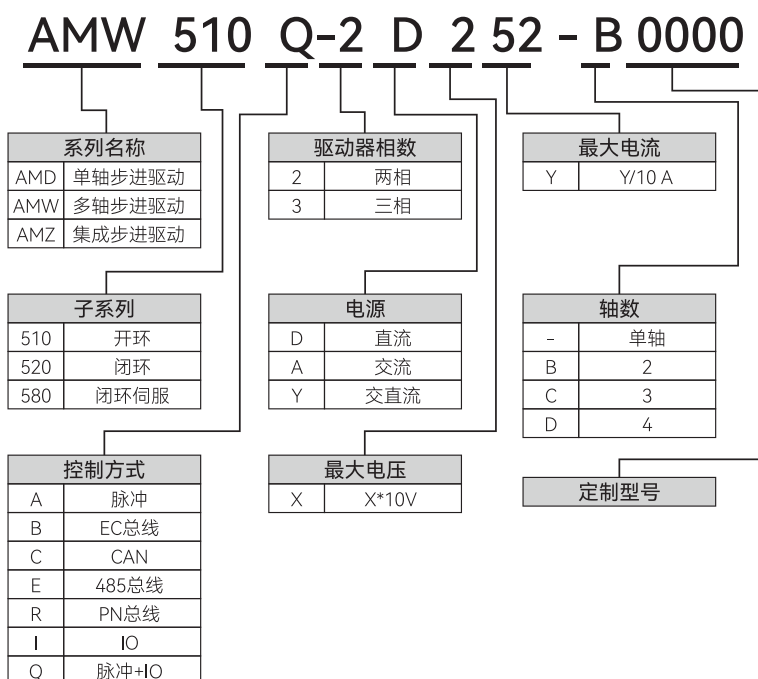 AMW 510 Q-2 D 2 52 - B 0000
系列名称
AMD 单轴步进驱动
AMW 多轴步进驱动
AMZ 集成步进驱动
驱动器相数
2 两相
3 三相
最大电流
Y Y/10 A
子系列
510 开环
520 闭环
580 闭环伺服
电源
D 直流
A 交流
Y 交直流
轴数
- 单轴
B 2
C 3
D 4
控制方式
A 脉冲
B EC总线
C CAN
E 485总线
R PN总线
I IO
Q 脉冲+IO
最大电压
X X*10V
定制型号